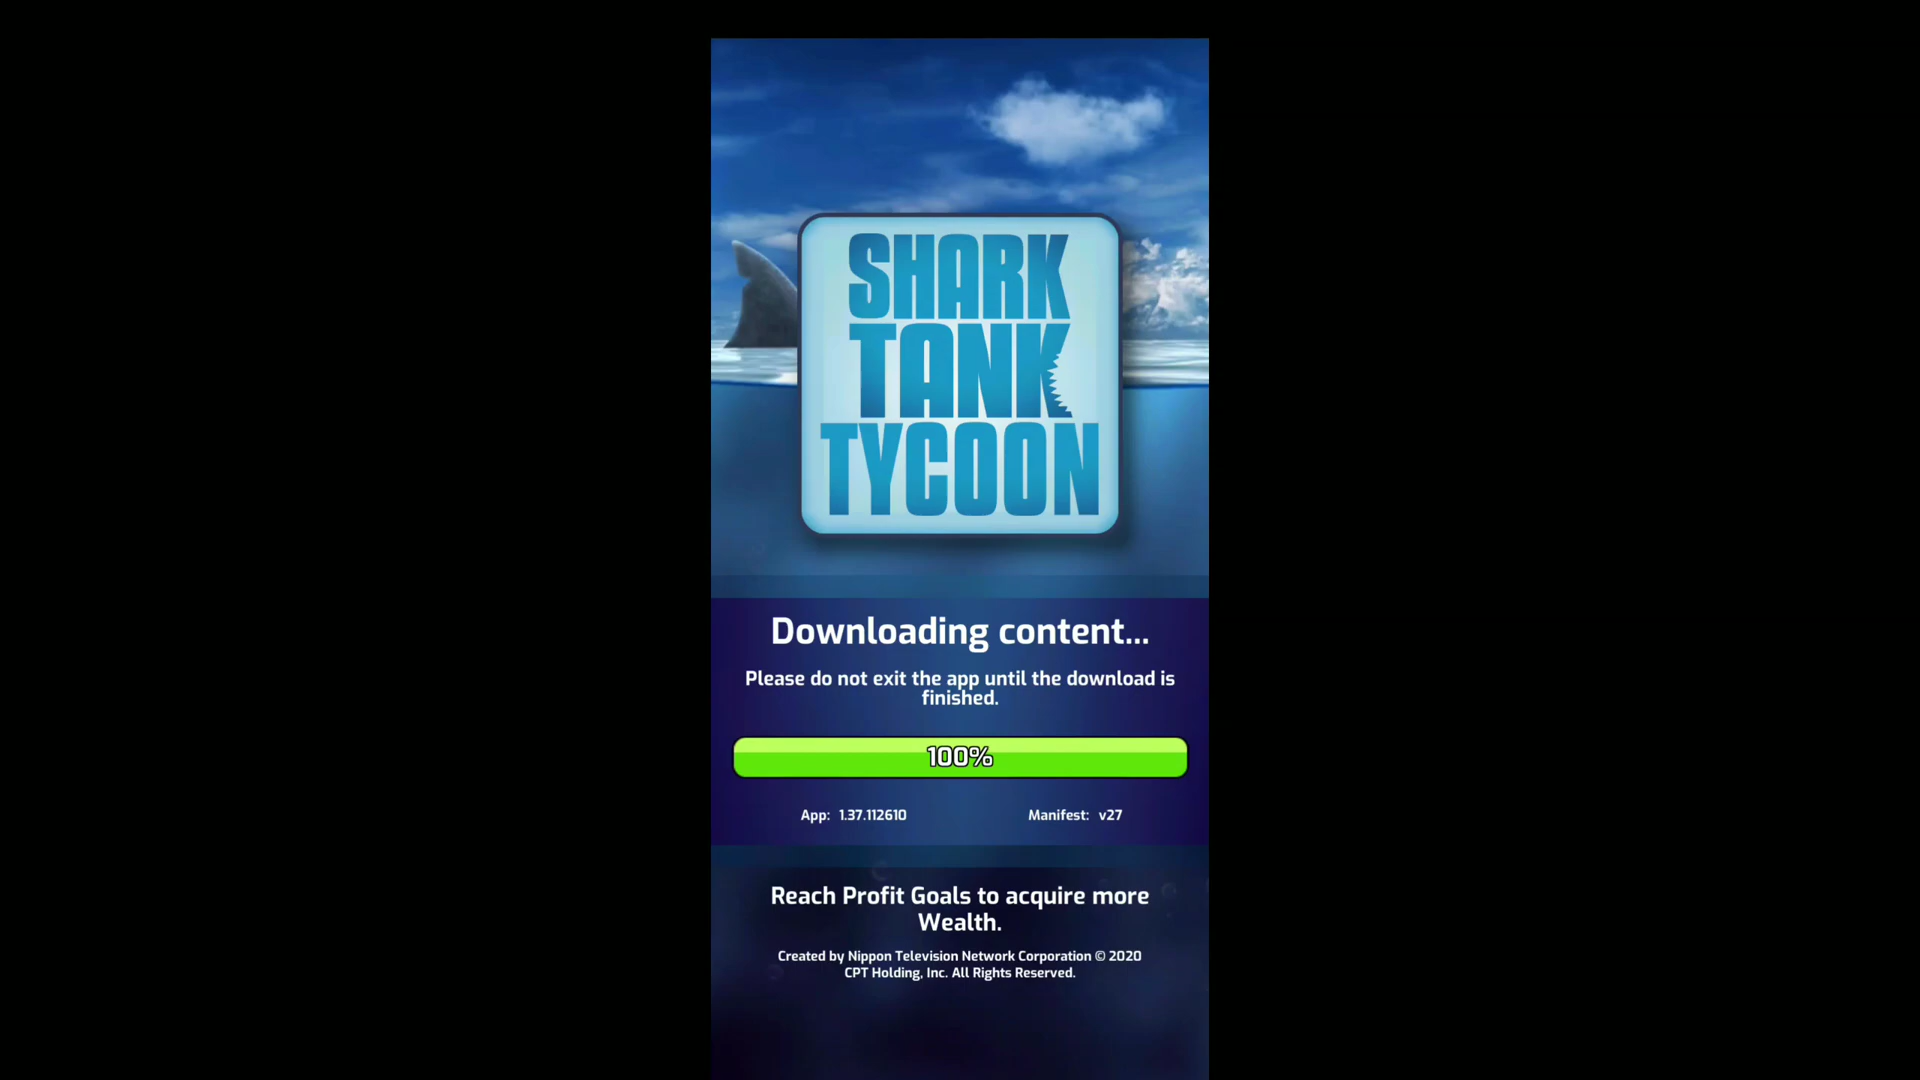 SHARK
TANK
TYCOON
Downloading content...
Please do not exit the app until the download is
finished.
100%
App: 1.37.112610 Manifest: v27
Reach Profit Goals to acquire more
Wealth.
Created by Nippon Television Network Corporation © 2020
CPT Holding, Inc. All Rights Reserved.